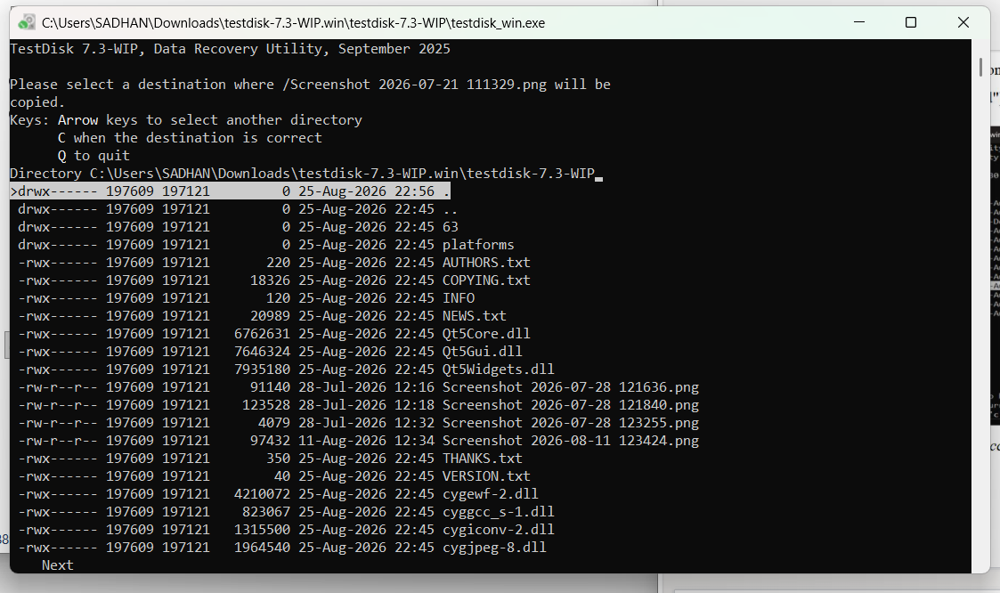 C:\Users\SADHAN\Downloads\testdisk-7.3-WIP.win\testdisk-7.3-WIP\testdisk_win.exe
TestDisk 7.3-WIP, Data Recovery Utility, September 2025
Please select a destination where /Screenshot 2026-07-21 111329.png will be
copied.
Keys: Arrow keys to select another directory
C when the destination is correct
Q to quit
Directory C:\Users\SADHAN\Downloads\testdisk-7.3-WIP.win\testdisk-7.3-WIP
>drwx------ 197609 197121 0 25-Aug-2026 22:56 .
drwx------ 197609 197121 0 25-Aug-2026 22:45 ..
drwx------ 197609 197121 0 25-Aug-2026 22:45 63
drwx------ 197609 197121 0 25-Aug-2026 22:45 platforms
-rwx------ 197609 197121 220 25-Aug-2026 22:45 AUTHORS.txt
-rwx------ 197609 197121 18326 25-Aug-2026 22:45 COPYING.txt
-rwx------ 197609 197121 120 25-Aug-2026 22:45 INFO
-rwx------ 197609 197121 20989 25-Aug-2026 22:45 NEWS.txt
-rwx------ 197609 197121 6762631 25-Aug-2026 22:45 Qt5Core.dll
-rwx------ 197609 197121 7646324 25-Aug-2026 22:45 Qt5Gui.dll
-rwx------ 197609 197121 7935180 25-Aug-2026 22:45 Qt5Widgets.dll
-rw-r--r-- 197609 197121 91140 28-Jul-2026 12:16 Screenshot 2026-07-28 121636.png
-rw-r--r-- 197609 197121 123528 28-Jul-2026 12:18 Screenshot 2026-07-28 121840.png
-rw-r--r-- 197609 197121 4079 28-Jul-2026 12:32 Screenshot 2026-07-28 123255.png
-rw-r--r-- 197609 197121 97432 11-Aug-2026 12:34 Screenshot 2026-08-11 123424.png
-rwx------ 197609 197121 350 25-Aug-2026 22:45 THANKS.txt
-rwx------ 197609 197121 40 25-Aug-2026 22:45 VERSION.txt
-rwx------ 197609 197121 4210072 25-Aug-2026 22:45 cygewf-2.dll
-rwx------ 197609 197121 823067 25-Aug-2026 22:45 cyggcc_s-1.dll
-rwx------ 197609 197121 1315500 25-Aug-2026 22:45 cygiconv-2.dll
-rwx------ 197609 197121 1964540 25-Aug-2026 22:45 cygjpeg-8.dll
Next